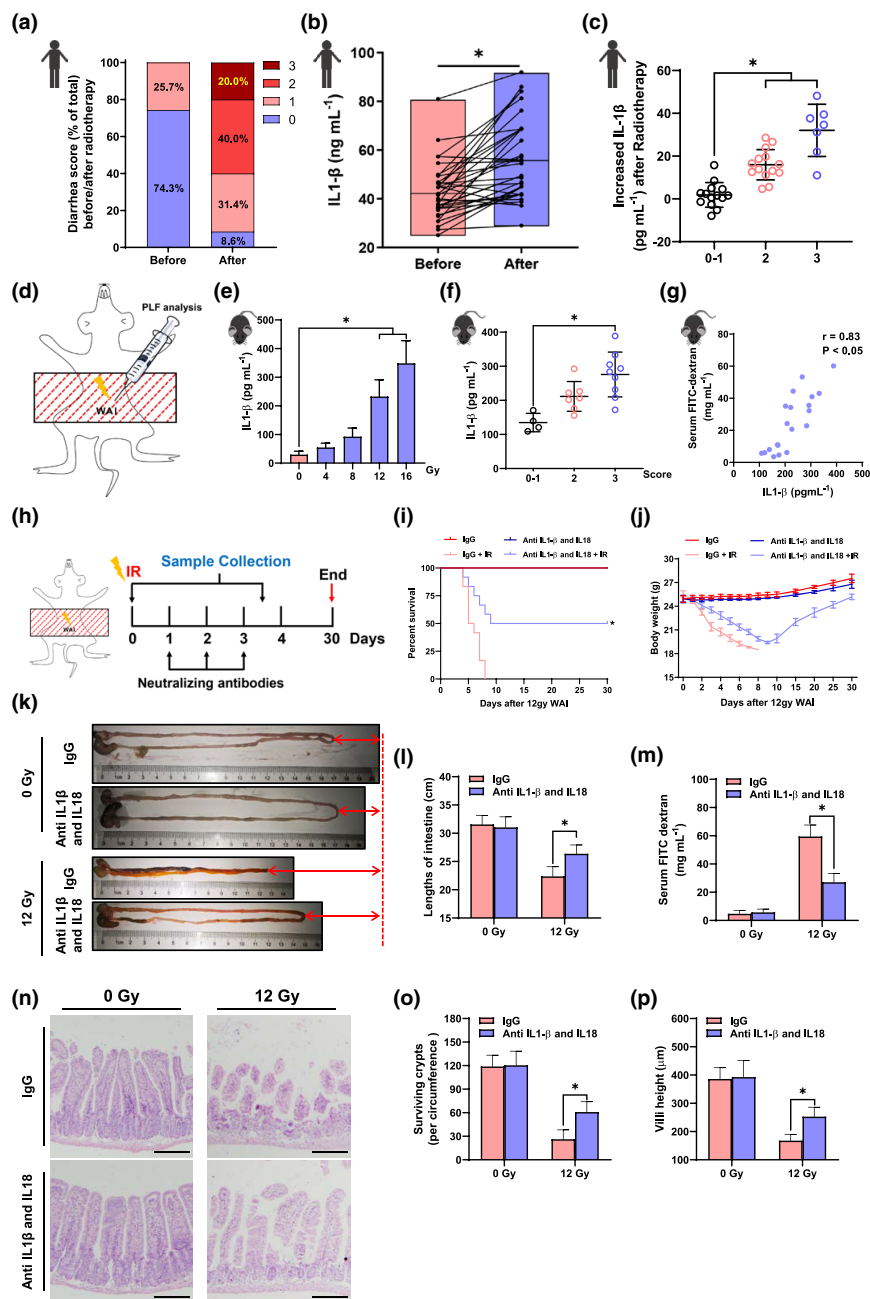 (a)
Diarrhea score (% of total)
before/after radiotherapy
100
80
60
40
20
0
25.7%
74.3%
20.0%
40.0%
31.4%
8.6%
Before
After
3
2
1
0
(b)
IL1-β (ng mL⁻¹)
100
80
60
40
20
*
Before
After
(c)
Increased IL-1β
(pg mL⁻¹) after Radiotherapy
60
40
20
0
-20
*
0-1
2
3
(d)
PLF analysis
WAI
(e)
IL1-β (pg mL⁻¹)
500
400
300
200
100
0
*
0
4
8
12
16
Gy
(f)
IL1-β (pg mL⁻¹)
400
300
200
100
0
*
0-1
2
3
Score
(g)
Serum FITC-dextran
(mg mL⁻¹)
80
60
40
20
0
r = 0.83
P < 0.05
0
100
200
300
400
500
IL1-β (pgmL⁻¹)
(h)
IR
Sample Collection
End
WAI
0
1
2
3
4
30
Days
Neutralizing antibodies
(i)
IgG
Anti IL1-β and IL18
IgG + IR
Anti IL1-β and IL18 + IR
Percent survival
100
75
50
25
0
*
0
5
10
15
20
25
30
Days after 12gy WAI
(j)
IgG
Anti IL1-β and IL18
IgG + IR
Anti IL1-β and IL18 +IR
Body weight (g)
30
27
24
21
18
15
0
2
3
4
6
7
8
10
15
20
25
30
Days after 12gy WAI
(k)
0 Gy
IgG
Anti IL1β
and IL18
12 Gy
IgG
Anti IL1β
and IL18
(l)
IgG
Anti IL1-β and IL18
Lengths of intestine (cm)
40
35
30
25
20
15
*
0 Gy
12 Gy
(m)
IgG
Anti IL1-β and IL18
Serum FITC dextran
(mg mL⁻¹)
100
80
60
40
20
0
*
0 Gy
12 Gy
(n)
0 Gy
12 Gy
IgG
Anti IL1β and IL18
(o)
IgG
Anti IL1-β and IL18
Surviving crypts
(per circumference)
150
120
90
60
30
0
*
0 Gy
12 Gy
(p)
IgG
Anti IL1-β and IL18
Villi height (μm)
600
500
400
300
200
100
*
0 Gy
12 Gy